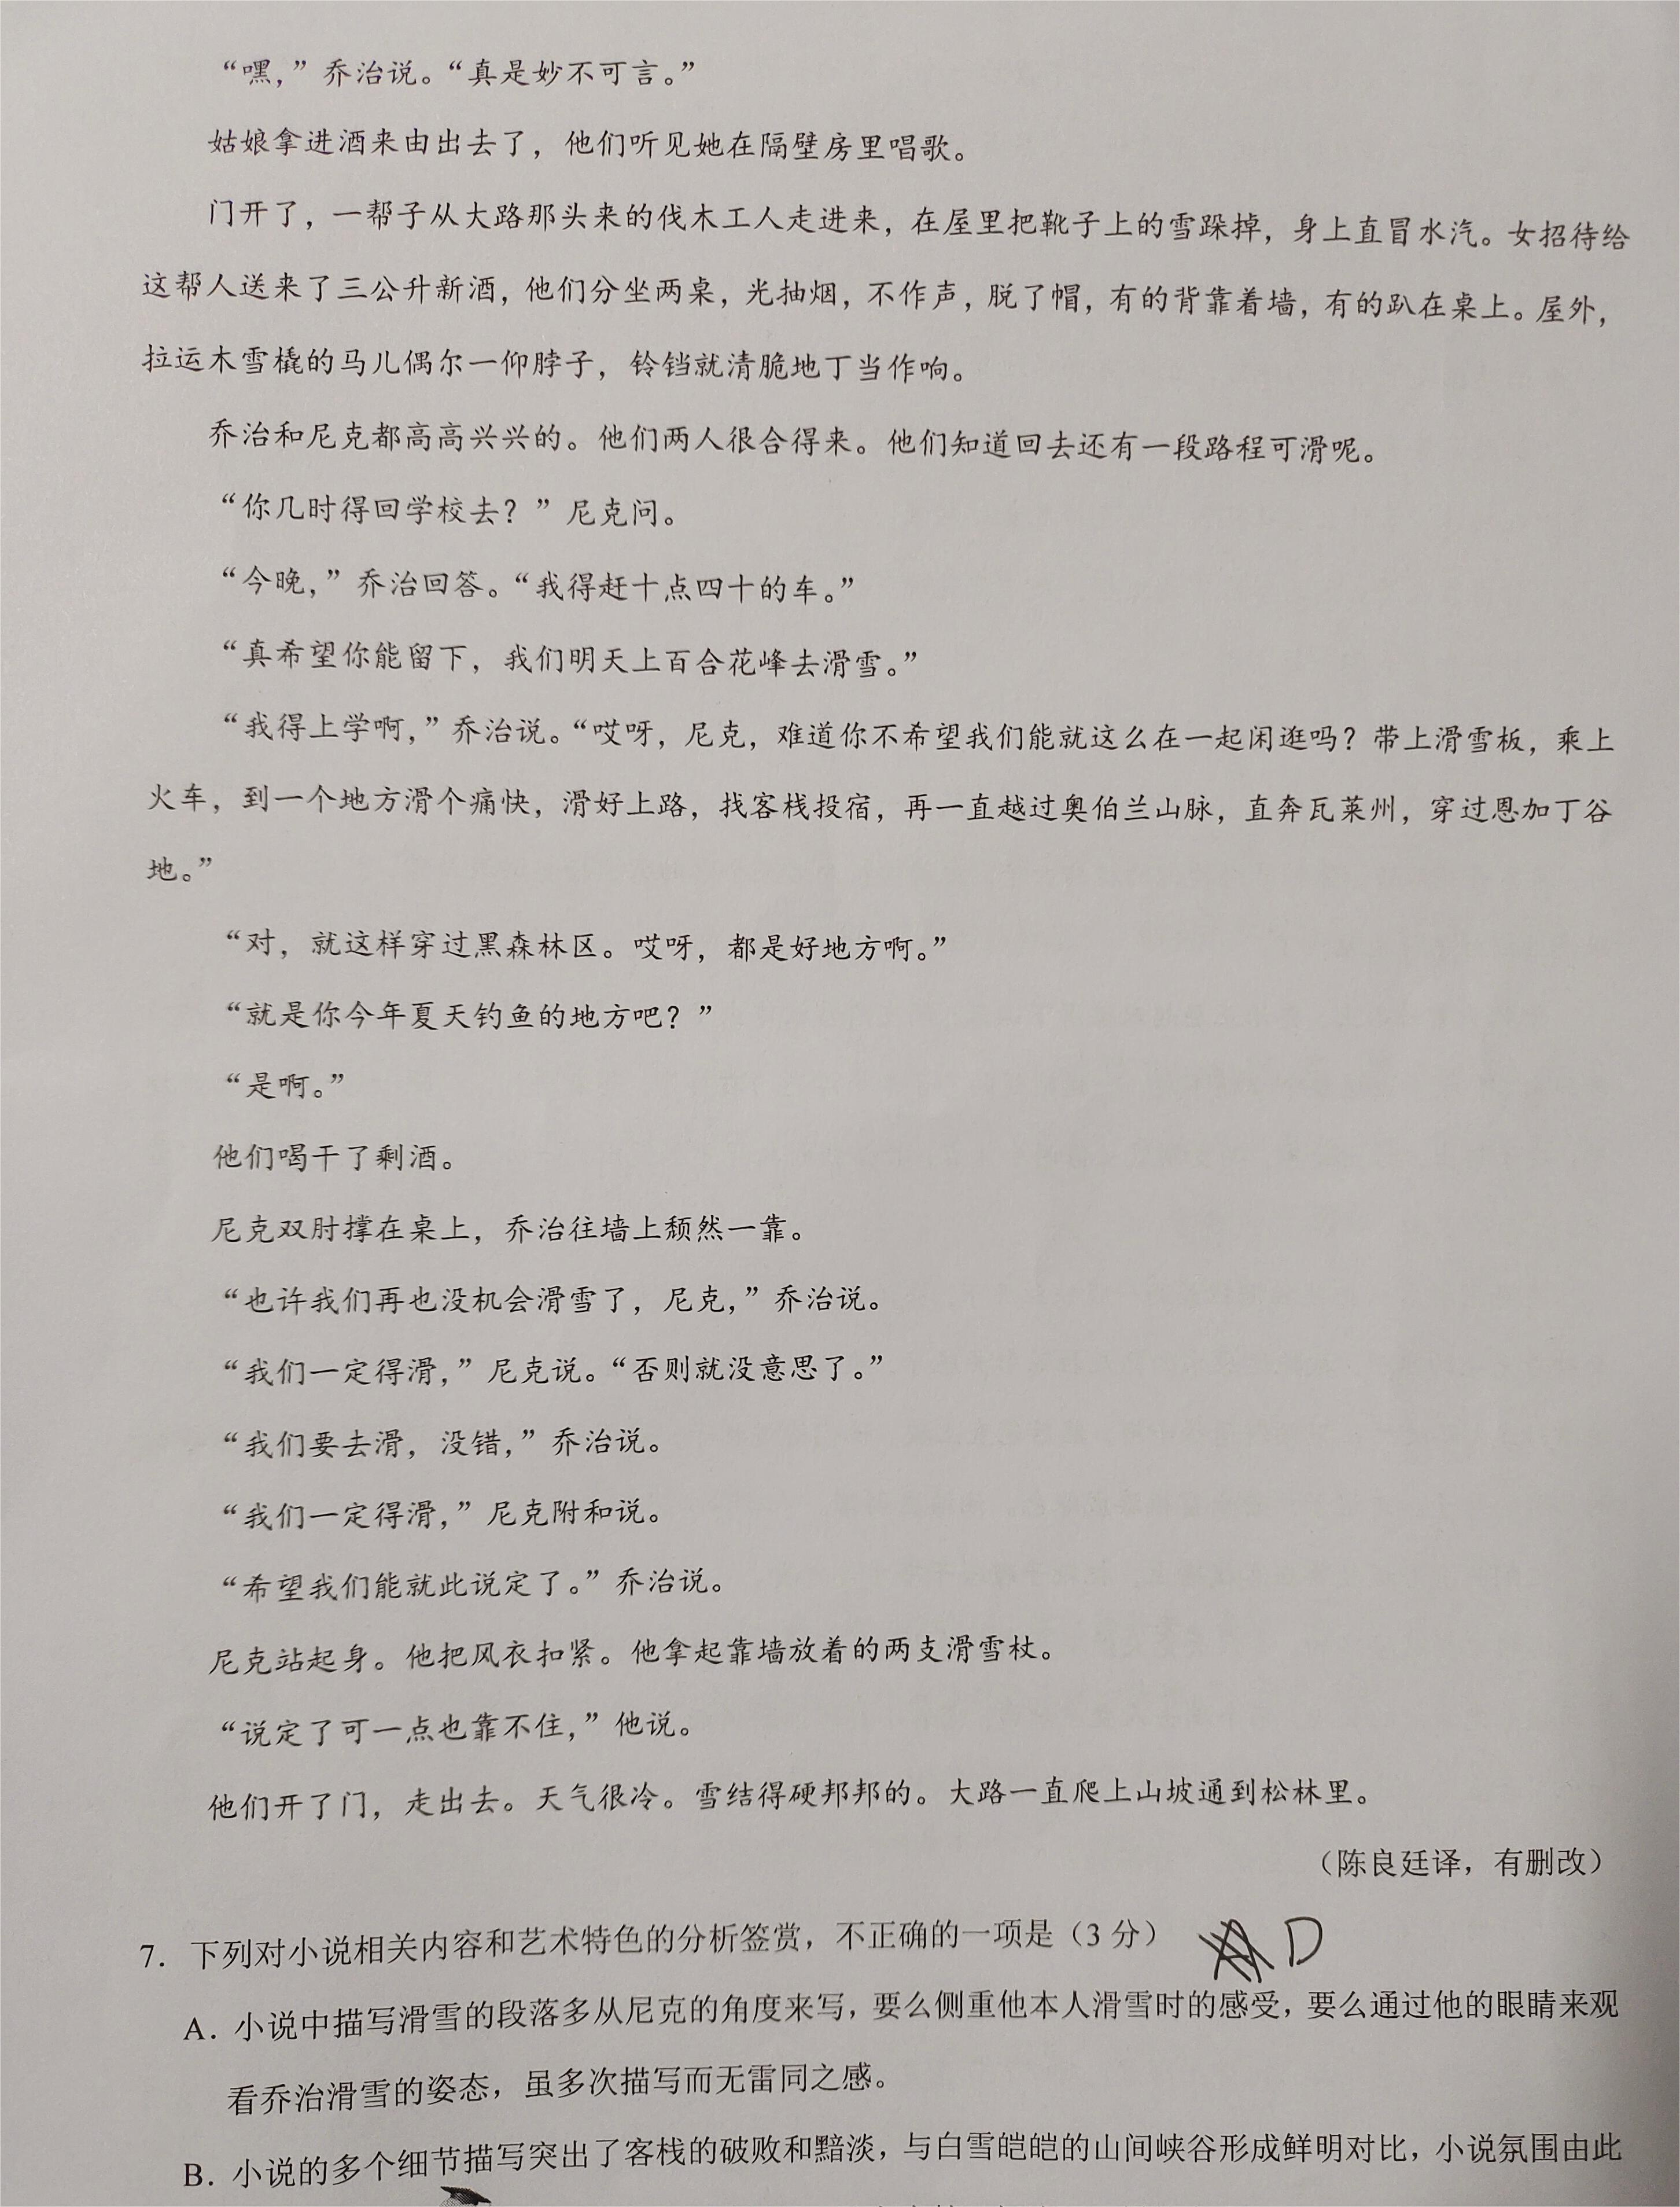 “嘿，”乔治说。“真是妙不可言。”
姑娘拿进酒来由出去了，他们听见她在隔壁房里唱歌。
门开了，一帮子从大路那头来的伐木工人走进来，在屋里把靴子上的雪跺掉，身上直冒水汽。女招待给
这帮人送来了三公升新酒，他们分坐两桌，光抽烟，不作声，脱了帽，有的背靠着墙，有的趴在桌上。屋外，
拉运木雪橇的马儿偶尔一仰脖子，铃铛就清脆地丁当作响。
乔治和尼克都高高兴兴的。他们两人很合得来。他们知道回去还有一段路程可滑呢。
“你几时得回学校去？”尼克问。
“今晚，”乔治回答。“我得赶十点四十的车。”
“真希望你能留下，我们明天上百合花峰去滑雪。”
“我得上学啊，”乔治说。“哎呀，尼克，难道你不希望我们能就这么在一起闲逛吗？带上滑雪板，乘上
火车，到一个地方滑个痛快，滑好上路，找客栈投宿，再一直越过奥伯兰山脉，直奔瓦莱州，穿过恩加丁谷
地。”
“对，就这样穿过黑森林区。哎呀，都是好地方啊。”
“就是你今年夏天钓鱼的地方吧？”
“是啊。”
他们喝干了剩酒。
尼克双肘撑在桌上，乔治往墙上颓然一靠。
“也许我们再也没机会滑雪了，尼克，”乔治说。
“我们一定得滑，”尼克说。“否则就没意思了。”
“我们要去滑，没错，”乔治说。
“我们一定得滑，”尼克附和说。
“希望我们能就此说定了。”乔治说。
尼克站起身。他把风衣扣紧。他拿起靠墙放着的两支滑雪杖。
“说定了可一点也靠不住，”他说。
他们开了门，走出去。天气很冷。雪结得硬邦邦的。大路一直爬上山坡通到松林里。
（陈良廷译，有删改）
7．下列对小说相关内容和艺术特色的分析签赏，不正确的一项是（3 分） D
A．小说中描写滑雪的段落多从尼克的角度来写，要么侧重他本人滑雪时的感受，要么通过他的眼睛来观
看乔治滑雪的姿态，虽多次描写而无雷同之感。
B．小说的多个细节描写突出了客栈的破败和黯淡，与白雪皑皑的山间峡谷形成鲜明对比，小说氛围由此